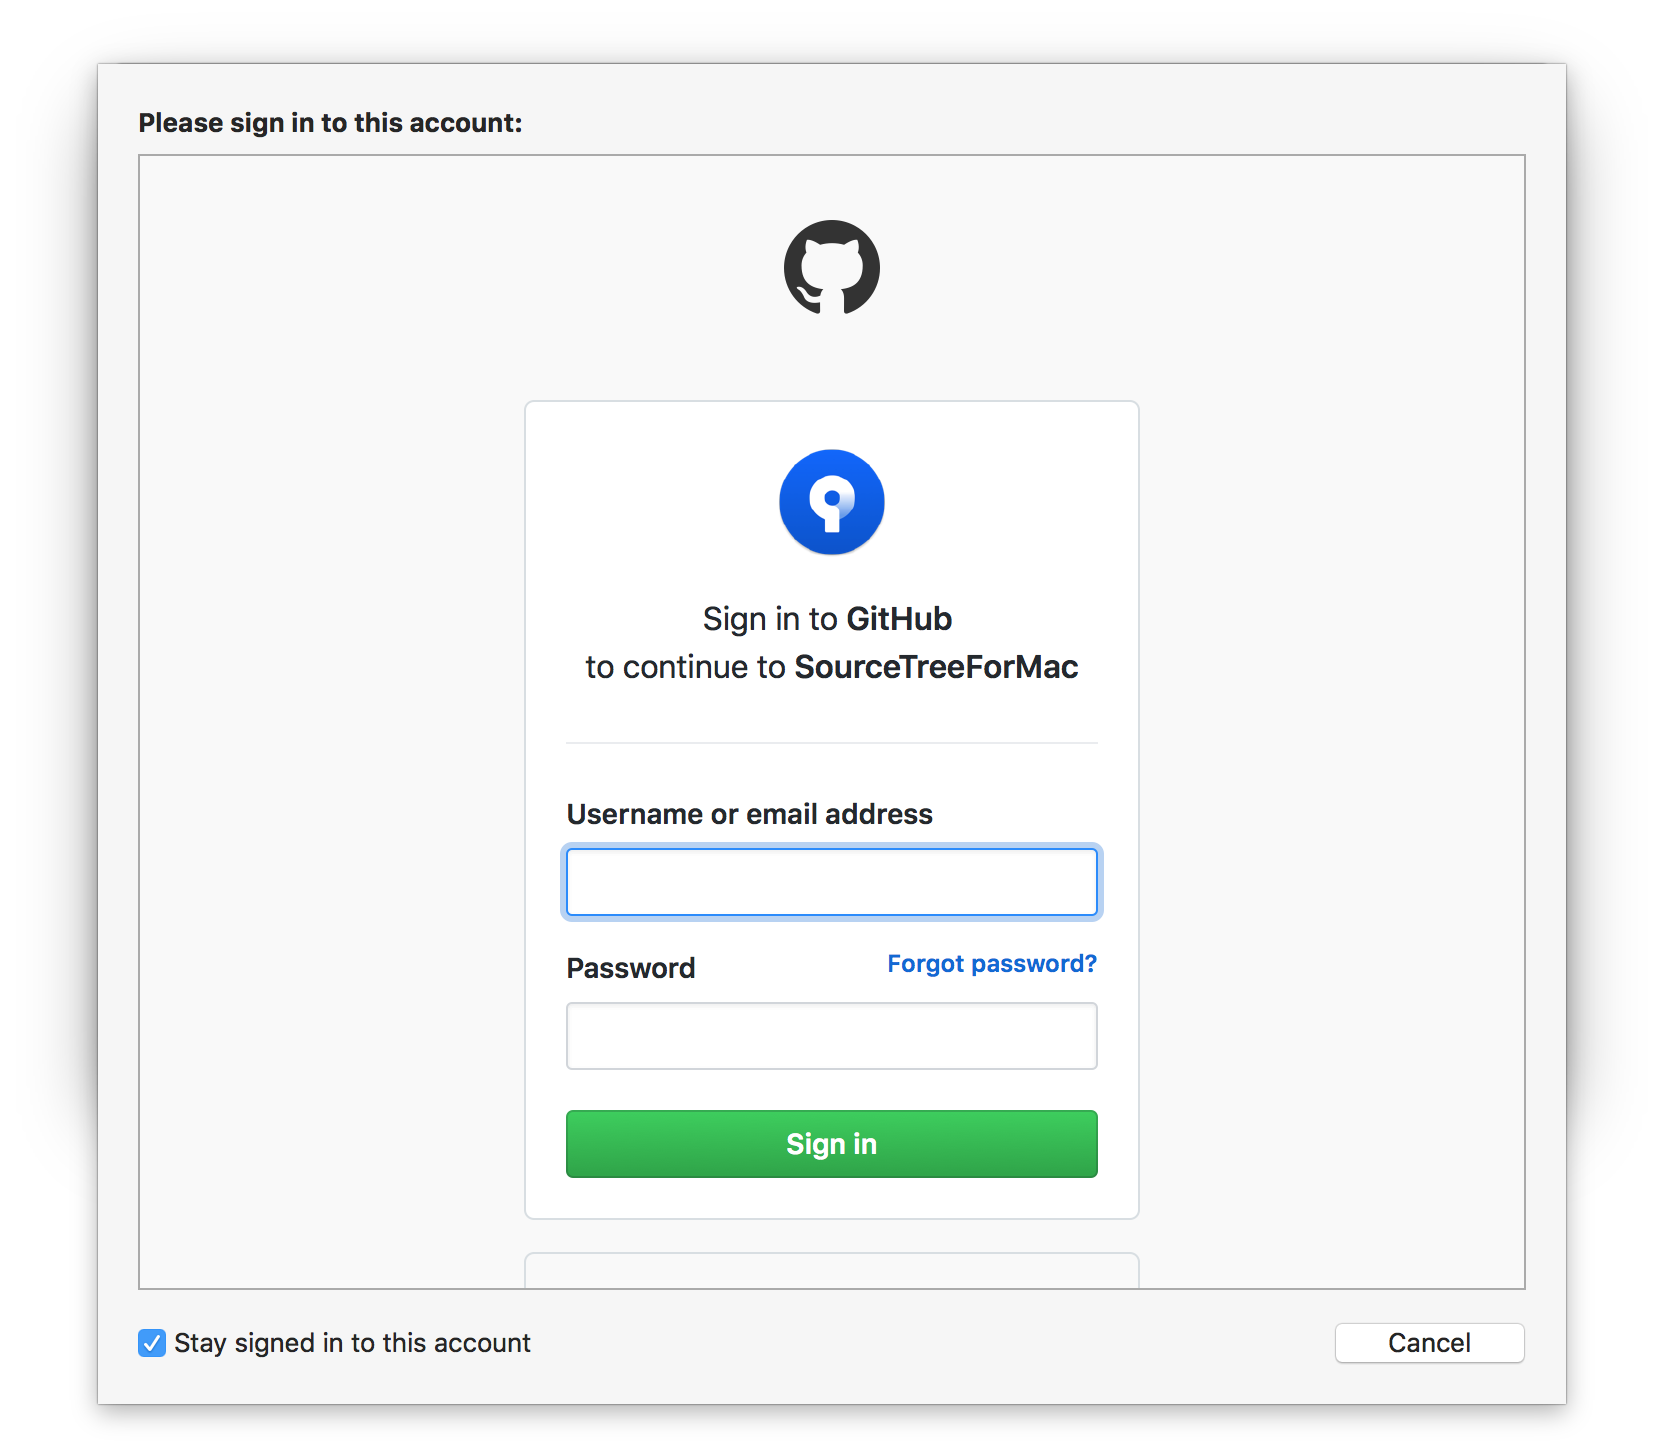 Please sign in to this account:
Sign in to GitHub
to continue to SourceTreeForMac
Username or email address
Password Forgot password?
Sign in
Stay signed in to this account Cancel